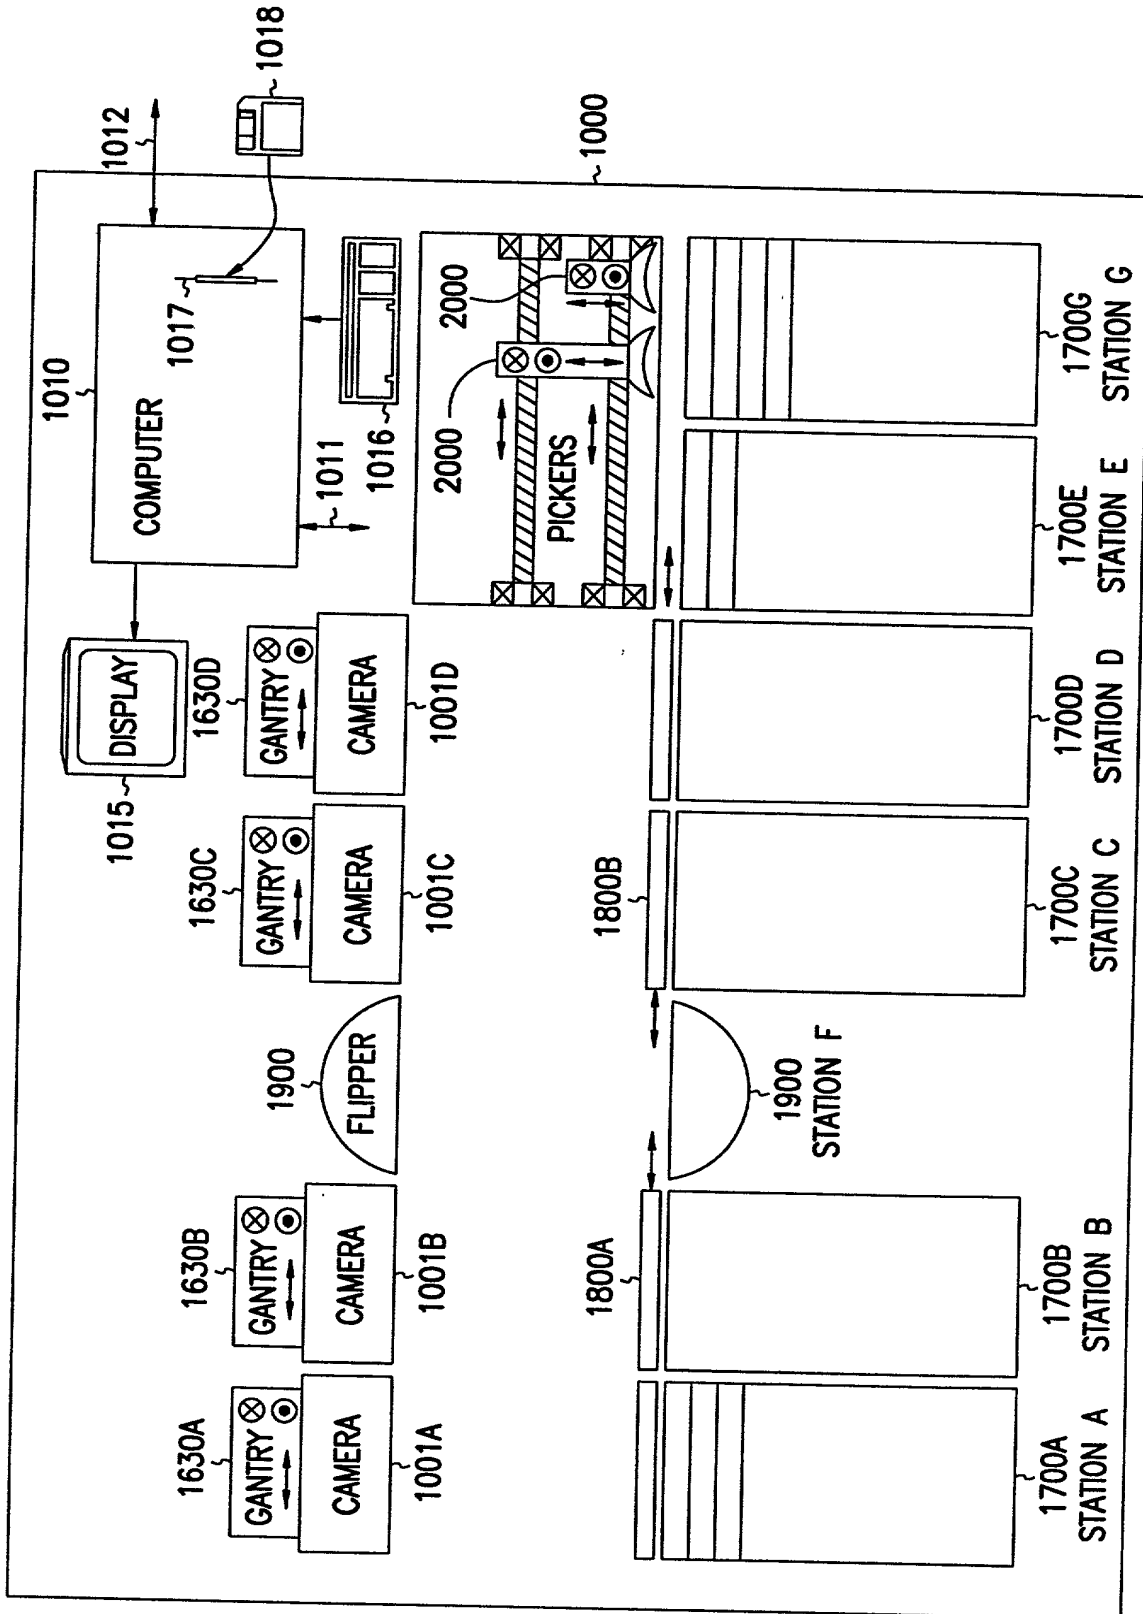 1010
COMPUTER
1012
1017
1018
1011
1016
1015
DISPLAY
1630A
GANTRY
CAMERA
1001A
1630B
GANTRY
CAMERA
1001B
1900
FLIPPER
1630C
GANTRY
CAMERA
1001C
1630D
GANTRY
CAMERA
1001D
2000
2000
PICKERS
1000
1800A
1800B
1700A
STATION A
1700B
STATION B
1900
STATION F
1700C
STATION C
1700D
STATION D
1700E
STATION E
1700G
STATION G